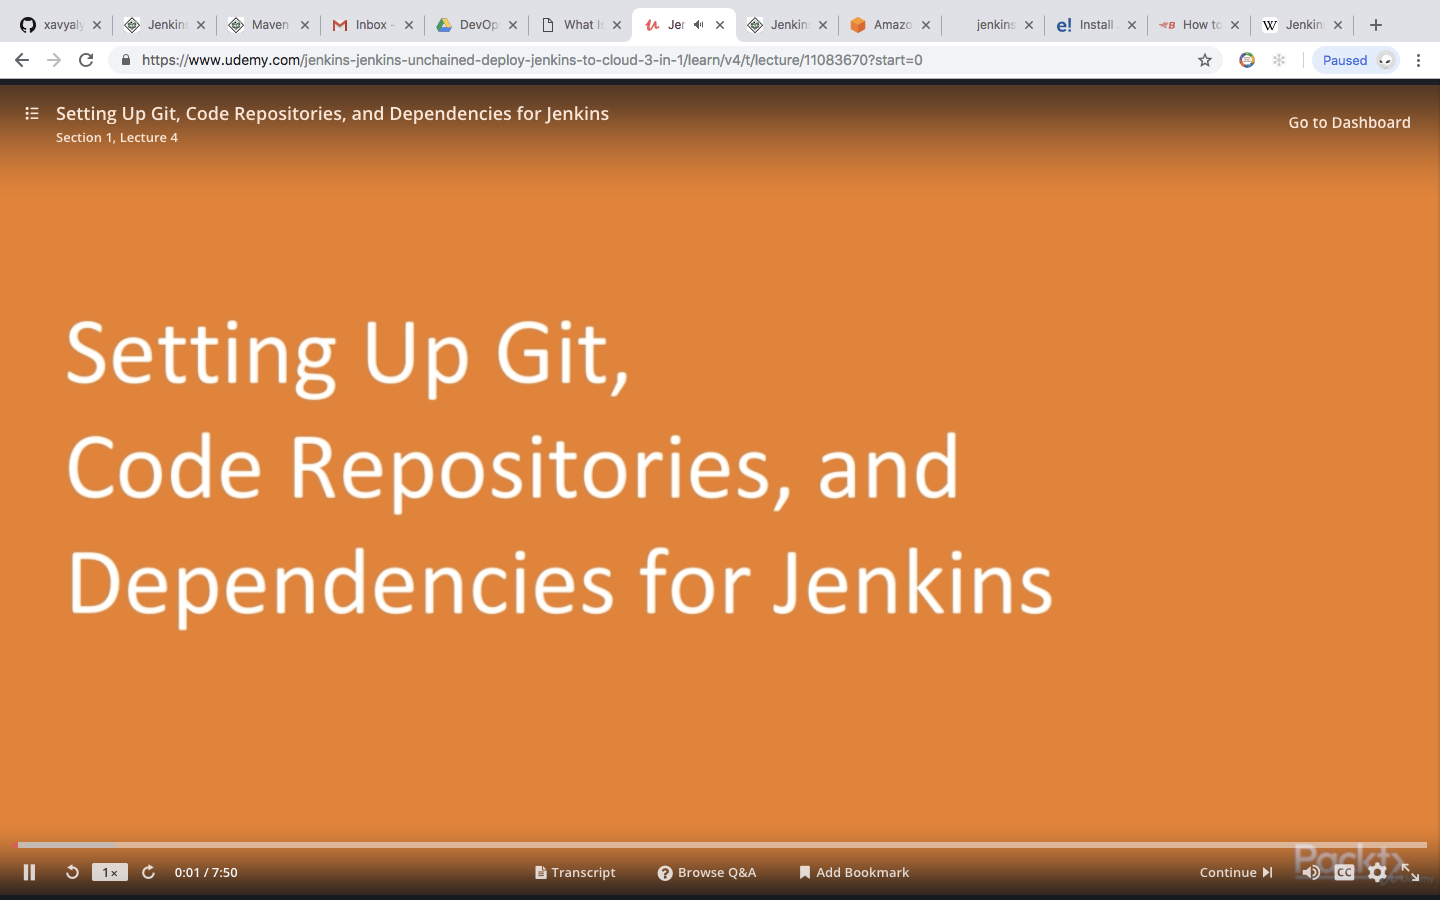 xavyaly
Jenkins
Maven
Inbox -
DevOp
What Is
Jer
Jenkin
Amazo
jenkins
Install
How to
Jenkin
https://www.udemy.com/jenkins-jenkins-unchained-deploy-jenkins-to-cloud-3-in-1/learn/v4/t/lecture/11083670?start=0
Paused
Setting Up Git, Code Repositories, and Dependencies for Jenkins
Section 1, Lecture 4
Go to Dashboard
Setting Up Git,
Code Repositories, and
Dependencies for Jenkins
1x
0:01 / 7:50
Transcript
Browse Q&A
Add Bookmark
Continue
Packt>
CC